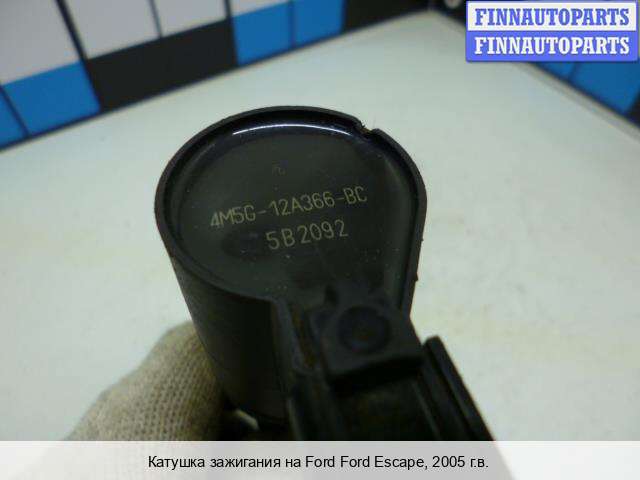 FINNAUTOPARTS
FINNAUTOPARTS
4M5G-12A366-BC
5B2092
Катушка зажигания на Ford Ford Escape, 2005 г.в.